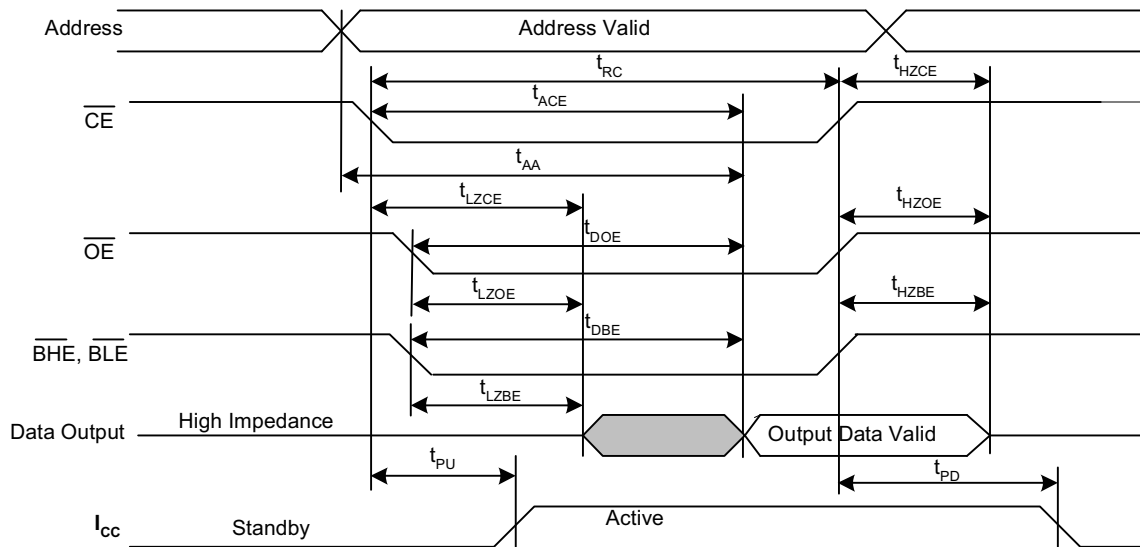 Address
Address Valid
tRC
tHZCE
tACE
CE
tAA
tLZCE
tHZOE
tDOE
OE
tLZOE
tHZBE
tDBE
BHE, BLE
tLZBE
Data Output
High Impedance
Output Data Valid
tPU
tPD
ICC
Standby
Active